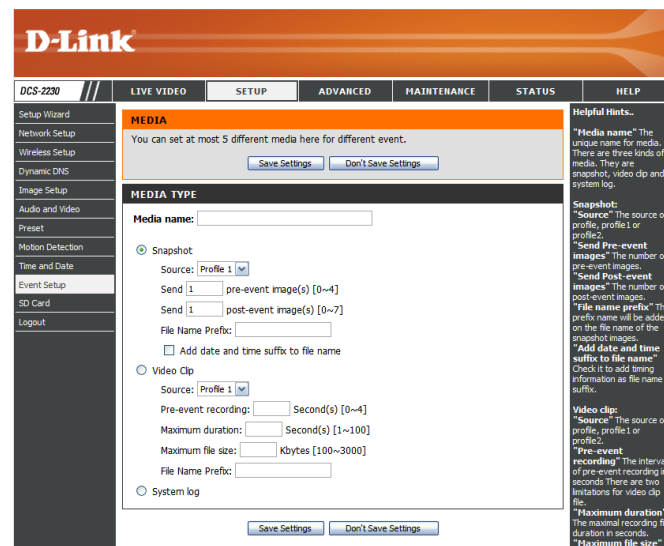 D-Link
DCS-2230
LIVE VIDEO
SETUP
ADVANCED
MAINTENANCE
STATUS
HELP
Setup Wizard
Network Setup
Wireless Setup
Dynamic DNS
Image Setup
Audio and Video
Preset
Motion Detection
Time and Date
Event Setup
SD Card
Logout
MEDIA
You can set at most 5 different media here for different event.
Save Settings
Don't Save Settings
MEDIA TYPE
Media name:
Snapshot
Source: Profile 1
Send 1 pre-event image(s) [0~4]
Send 1 post-event image(s) [0~7]
File Name Prefix:
Add date and time suffix to file name
Video Clip
Source: Profile 1
Pre-event recording: Second(s) [0~4]
Maximum duration: Second(s) [1~100]
Maximum file size: Kbytes [100~3000]
File Name Prefix:
System log
Save Settings
Don't Save Settings
Helpful Hints..
"Media name" The
unique name for media.
There are three kinds of
media. They are
snapshot, video clip and
system log.
Snapshot:
"Source" The source o
profile, profile1 or
profile2.
"Send Pre-event
images" The number o
pre-event images.
"Send Post-event
images" The number o
post-event images.
"File name prefix" Th
prefix name will be adde
on the file name of the
snapshot images.
"Add date and time
suffix to file name"
Check it to add timing
information as file name
suffix.
Video clip:
"Source" The source o
profile, profile1 or
profile2.
"Pre-event
recording" The interva
of pre-event recording i
seconds There are two
limitations for video clip
file.
"Maximum duration"
The maximal recording fi
duration in seconds.
"Maximum file size"